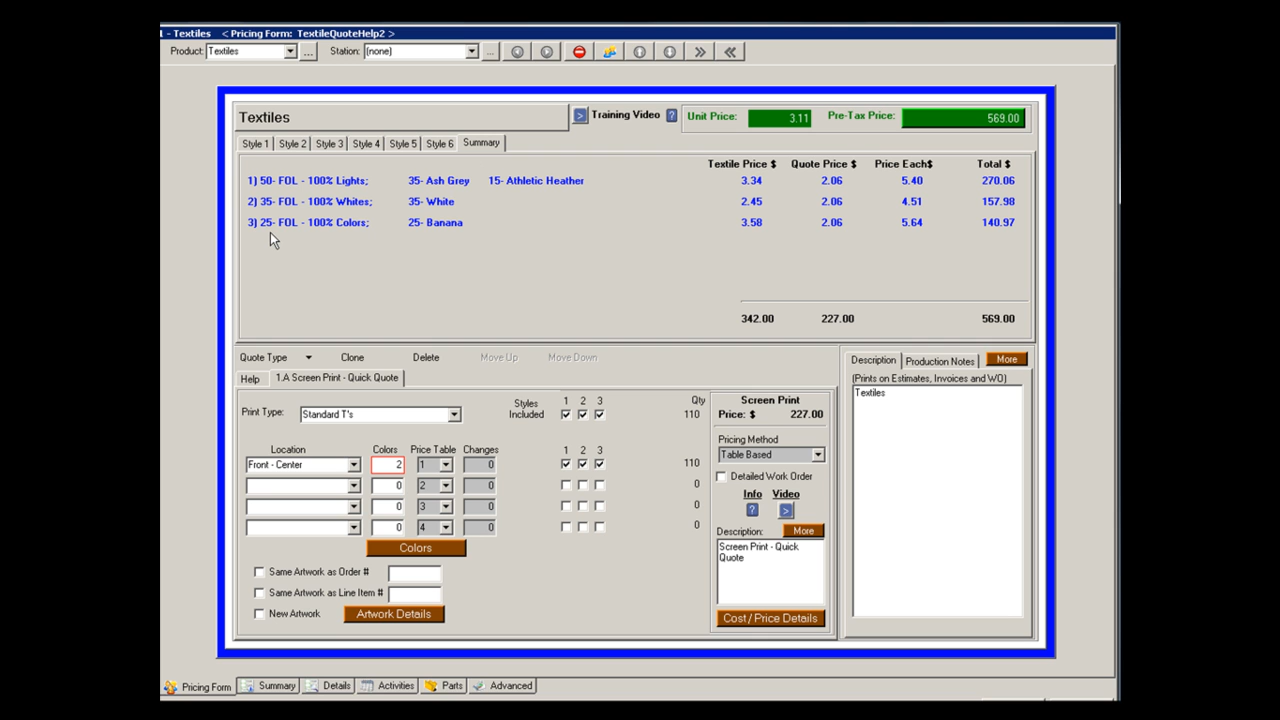 1 - Textiles < Pricing Form: TextileQuoteHelp2 >
Product: Textiles ... Station: (none) ...
Textiles > Training Video ? Unit Price: 3.11 Pre-Tax Price: 569.00
Style 1 Style 2 Style 3 Style 4 Style 5 Style 6 Summary
Textile Price $ Quote Price $ Price Each$ Total $
1) 50- FOL - 100% Lights; 35- Ash Grey 15- Athletic Heather 3.34 2.06 5.40 270.06
2) 35- FOL - 100% Whites; 35- White 2.45 2.06 4.51 157.98
3) 25- FOL - 100% Colors; 25- Banana 3.58 2.06 5.64 140.97
342.00 227.00 569.00
Quote Type Clone Delete Move Up Move Down
Help 1.A Screen Print - Quick Quote
Print Type: Standard T's Styles Included 1 2 3 Qty 110
Location Colors Price Table Changes 1 2 3
Front - Center 2 1 0 110
0 2 0 0
0 3 0 0
0 4 0 0
Colors
Same Artwork as Order #
Same Artwork as Line Item #
New Artwork Artwork Details
Screen Print
Price: $ 227.00
Pricing Method
Table Based
Detailed Work Order
Info Video
? >
Description: More
Screen Print - Quick
Quote
Cost / Price Details
Description Production Notes More
(Prints on Estimates, Invoices and WO)
Textiles
Pricing Form Summary Details Activities Parts Advanced